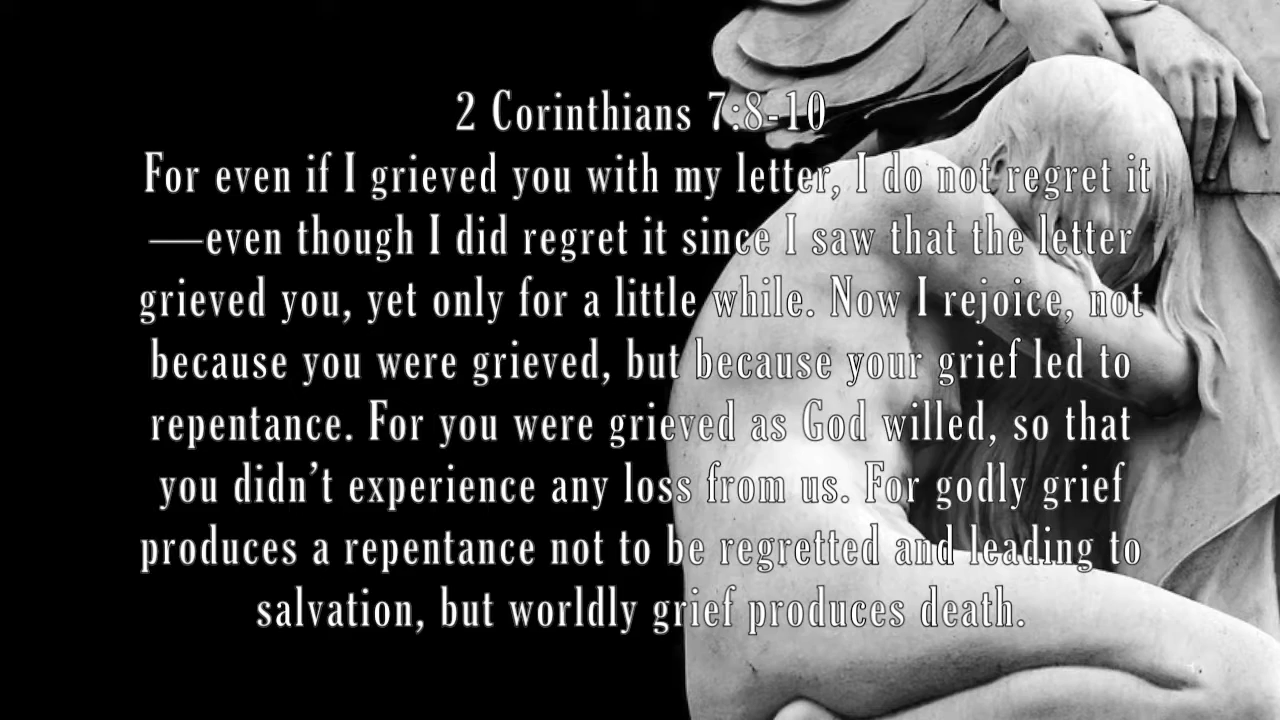 2 Corinthians 7:8-10
For even if I grieved you with my letter, I do not regret it
—even though I did regret it since I saw that the letter
grieved you, yet only for a little while. Now I rejoice, not
because you were grieved, but because your grief led to
repentance. For you were grieved as God willed, so that
you didn’t experience any loss from us. For godly grief
produces a repentance not to be regretted and leading to
salvation, but worldly grief produces death.